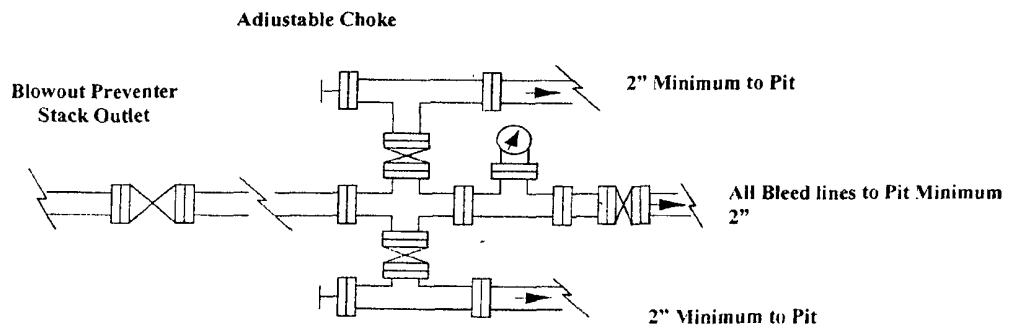 Adjustable Choke
Blowout Preventer
Stack Outlet
2" Minimum to Pit
All Bleed lines to Pit Minimum
2"
2" Minimum to Pit